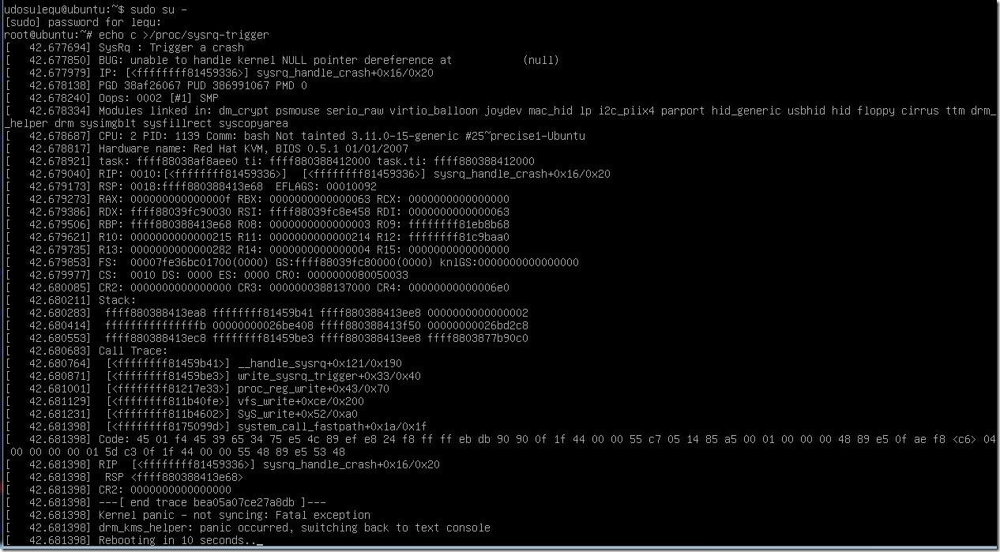 udosulequ@ubuntu:~$ sudo su -
[sudo] password for lequ:
root@ubuntu:~# echo c >/proc/sysrq-trigger
[   42.677694] SysRq : Trigger a crash
[   42.677850] BUG: unable to handle kernel NULL pointer dereference at           (null)
[   42.677979] IP: [<ffffffff81459336>] sysrq_handle_crash+0x16/0x20
[   42.678138] PGD 38af26067 PUD 386991067 PMD 0
[   42.678240] Oops: 0002 [#1] SMP
[   42.678334] Modules linked in: dm_crypt psmouse serio_raw virtio_balloon joydev mac_hid lp i2c_piix4 parport hid_generic usbhid hid floppy cirrus ttm drm_
_helper drm sysimgblt sysfillrect syscopyarea
[   42.678687] CPU: 2 PID: 1139 Comm: bash Not tainted 3.11.0-15-generic #25~precise1-Ubuntu
[   42.678817] Hardware name: Red Hat KVM, BIOS 0.5.1 01/01/2007
[   42.678921] task: ffff88038af8aee0 ti: ffff880388412000 task.ti: ffff880388412000
[   42.679040] RIP: 0010:[<ffffffff81459336>]  [<ffffffff81459336>] sysrq_handle_crash+0x16/0x20
[   42.679173] RSP: 0018:ffff880388413e68  EFLAGS: 00010092
[   42.679273] RAX: 000000000000000f RBX: 0000000000000063 RCX: 0000000000000000
[   42.679386] RDX: ffff88039fc90030 RSI: ffff88039fc8e458 RDI: 0000000000000063
[   42.679506] RBP: ffff880388413e68 R08: 0000000000000003 R09: ffffffff81eb8b68
[   42.679621] R10: 0000000000000215 R11: 0000000000000214 R12: ffffffff81c9baa0
[   42.679735] R13: 0000000000000282 R14: 0000000000000004 R15: 0000000000000000
[   42.679853] FS:  00007fe36bc01700(0000) GS:ffff88039fc80000(0000) knlGS:0000000000000000
[   42.679977] CS:  0010 DS: 0000 ES: 0000 CR0: 0000000080050033
[   42.680085] CR2: 0000000000000000 CR3: 0000000388137000 CR4: 00000000000006e0
[   42.680211] Stack:
[   42.680283]  ffff880388413ea8 ffffffff81459b41 ffff880388413ee8 0000000000000002
[   42.680414]  fffffffffffffffb 00000000026be408 ffff880388413f50 00000000026bd2c8
[   42.680553]  ffff880388413ec8 ffffffff81459be3 ffff880388413ee8 ffff8803877b90c0
[   42.680683] Call Trace:
[   42.680764]  [<ffffffff81459b41>] __handle_sysrq+0x121/0x190
[   42.680871]  [<ffffffff81459be3>] write_sysrq_trigger+0x33/0x40
[   42.681001]  [<ffffffff81217e33>] proc_reg_write+0x43/0x70
[   42.681129]  [<ffffffff811b40fe>] vfs_write+0xce/0x200
[   42.681231]  [<ffffffff811b4602>] SyS_write+0x52/0xa0
[   42.681398]  [<ffffffff8175099d>] system_call_fastpath+0x1a/0x1f
[   42.681398] Code: 45 01 f4 45 39 65 34 75 e5 4c 89 ef e8 24 f8 ff ff eb db 90 90 0f 1f 44 00 00 55 c7 05 14 85 a5 00 01 00 00 00 48 89 e5 0f ae f8 <c6> 04
00 00 00 00 01 5d c3 0f 1f 44 00 00 55 48 89 e5 53 48
[   42.681398] RIP  [<ffffffff81459336>] sysrq_handle_crash+0x16/0x20
[   42.681398]  RSP <ffff880388413e68>
[   42.681398] CR2: 0000000000000000
[   42.681398] ---[ end trace bea05a07ce27a8db ]---
[   42.681398] Kernel panic - not syncing: Fatal exception
[   42.681398] drm_kms_helper: panic occurred, switching back to text console
[   42.681398] Rebooting in 10 seconds.._